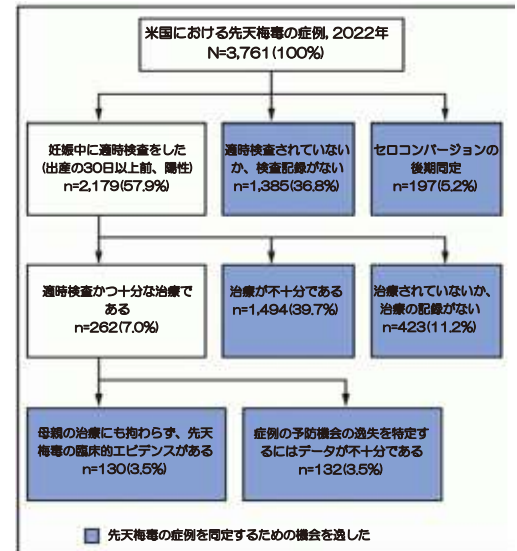 米国における先天梅毒の症例, 2022年
N=3,761(100%)
妊娠中に適時検査をした
(出産の30日以上前、陽性)
n=2,179(57.9%)
適時検査されていない
か、検査記録がない
n=1,385(36.8%)
セロコンバージョンの
後期同定
n=197(5.2%)
適時検査かつ十分な治療で
ある
n=262(7.0%)
治療が不十分である
n=1,494(39.7%)
治療されていないか、
治療の記録がない
n=423(11.2%)
母親の治療にも拘わらず、先天
梅毒の臨床的エビデンスがある
n=130(3.5%)
症例の予防機会の逸失を特定す
るにはデータが不十分である
n=132(3.5%)
先天梅毒の症例を同定するための機会を逸した